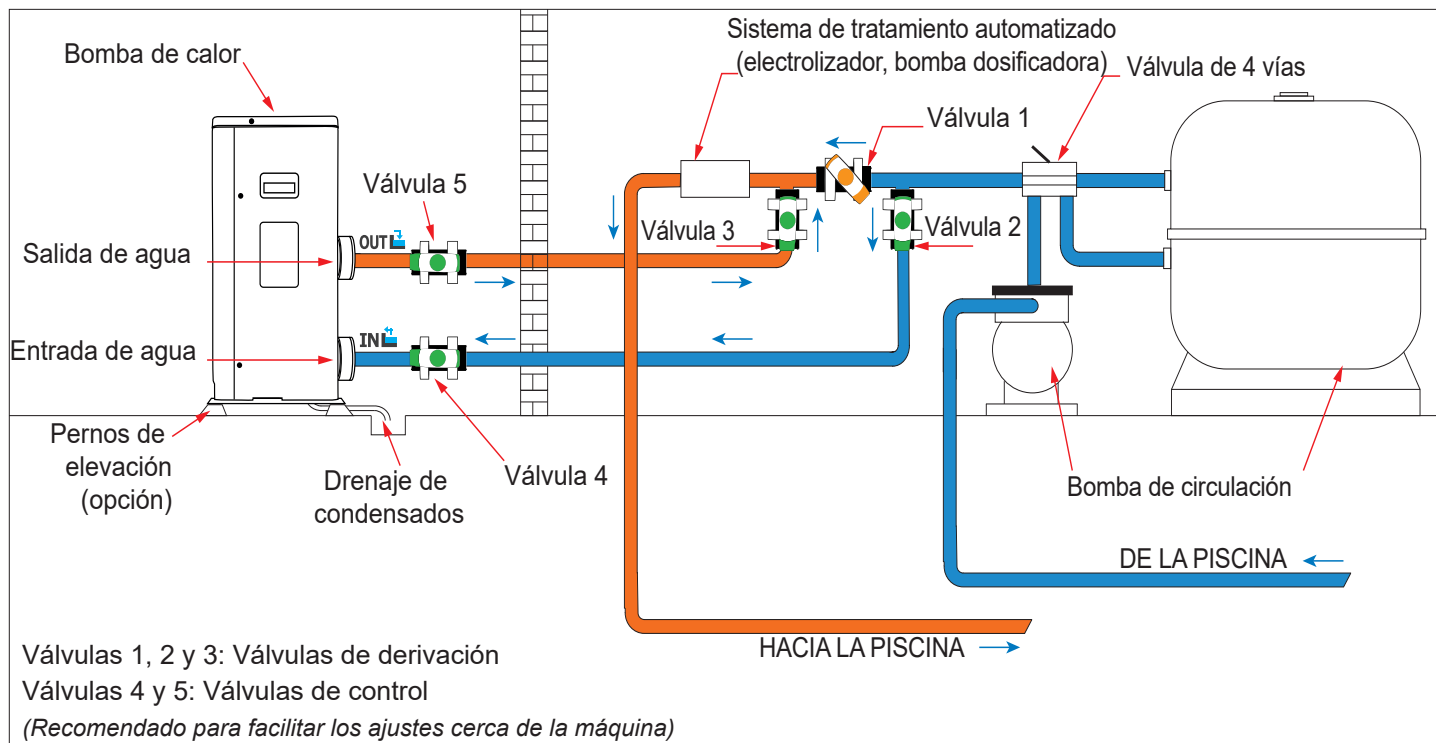 Sistema de tratamiento automatizado
(electrolizador, bomba dosificadora)
Bomba de calor
Válvula de 4 vías
Válvula 1
Válvula 5
Válvula 3
Válvula 2
OUT
Salida de agua
IN
Entrada de agua
Pernos de
elevación
(opción)
Drenaje de
condensados
Válvula 4
Bomba de circulación
DE LA PISCINA
HACIA LA PISCINA
Válvulas 1, 2 y 3: Válvulas de derivación
Válvulas 4 y 5: Válvulas de control
(Recomendado para facilitar los ajustes cerca de la máquina)